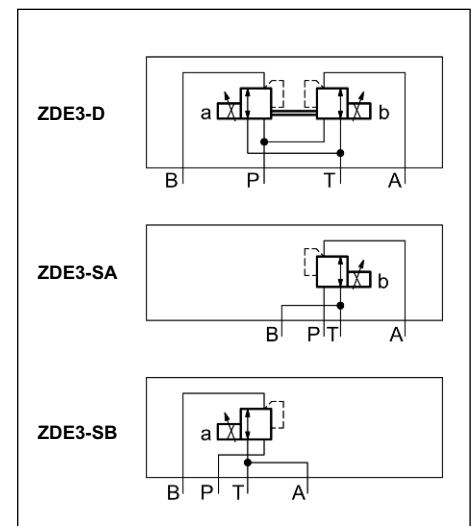 ZDE3-D
a b
B P T A
ZDE3-SA
b
B P T A
ZDE3-SB
a
B P T A